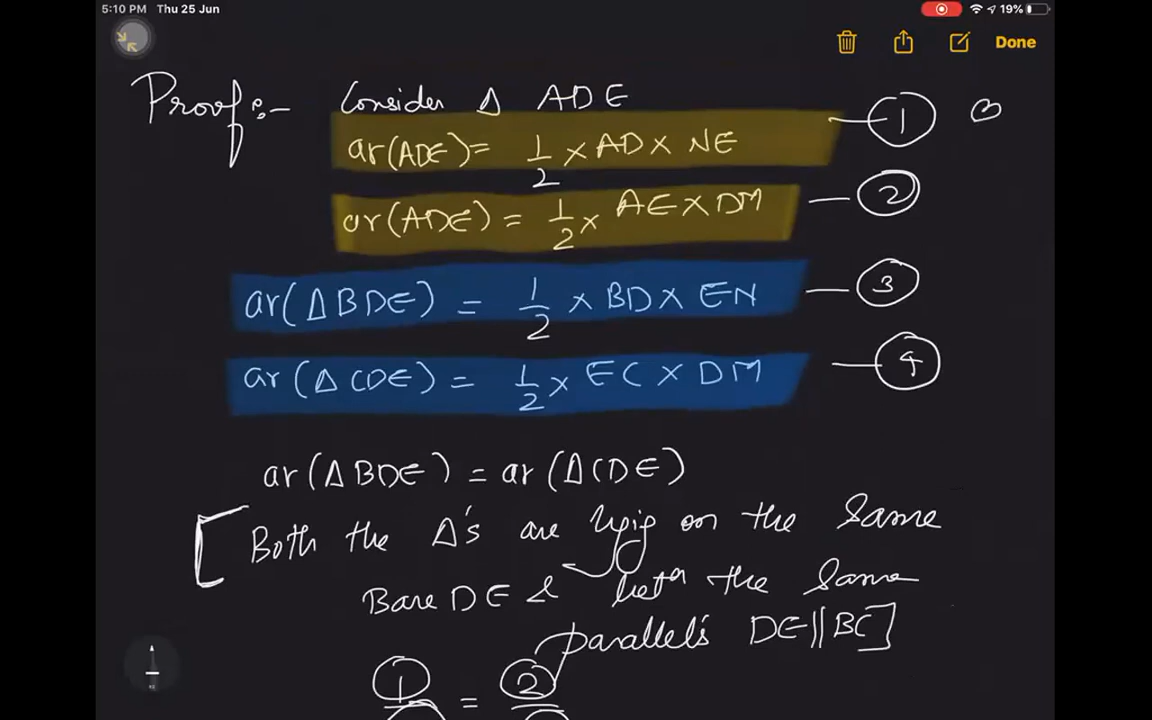 5:10 PM Thu 25 Jun 19%
Done
Proof:- Consider Δ ADE
ar(ADE) = 1/2 × AD × NE — 1
ar(ADE) = 1/2 × AE × DM — 2
ar(ΔBDE) = 1/2 × BD × EN — 3
ar(ΔCDE) = 1/2 × EC × DM — 4
ar(ΔBDE) = ar(ΔCDE)
[Both the Δ's are lyig on the same
Base DE & betn the same
parallels DE||BC]
1 = 2